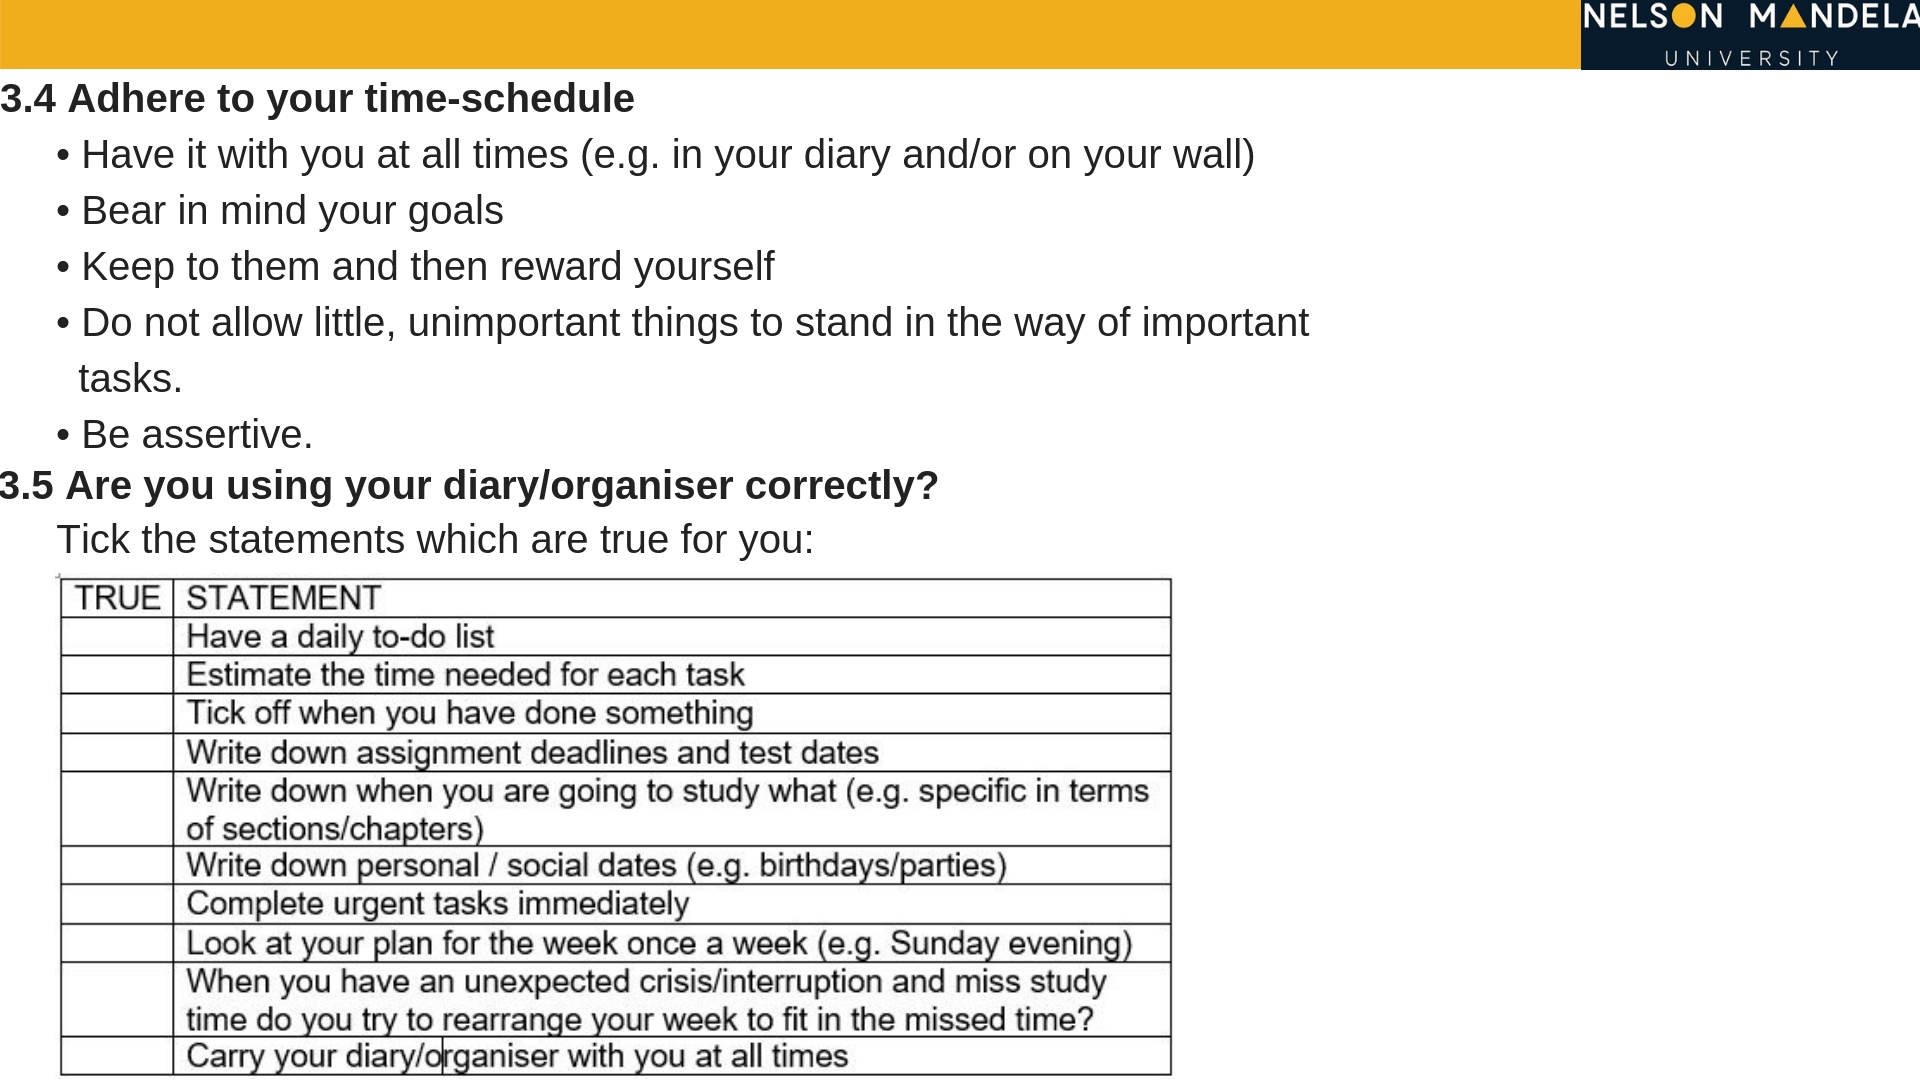 NELSON MANDELA
UNIVERSITY
3.4 Adhere to your time-schedule
• Have it with you at all times (e.g. in your diary and/or on your wall)
• Bear in mind your goals
• Keep to them and then reward yourself
• Do not allow little, unimportant things to stand in the way of important
tasks.
• Be assertive.
3.5 Are you using your diary/organiser correctly?
Tick the statements which are true for you:
TRUE STATEMENT
Have a daily to-do list
Estimate the time needed for each task
Tick off when you have done something
Write down assignment deadlines and test dates
Write down when you are going to study what (e.g. specific in terms
of sections/chapters)
Write down personal / social dates (e.g. birthdays/parties)
Complete urgent tasks immediately
Look at your plan for the week once a week (e.g. Sunday evening)
When you have an unexpected crisis/interruption and miss study
time do you try to rearrange your week to fit in the missed time?
Carry your diary/organiser with you at all times